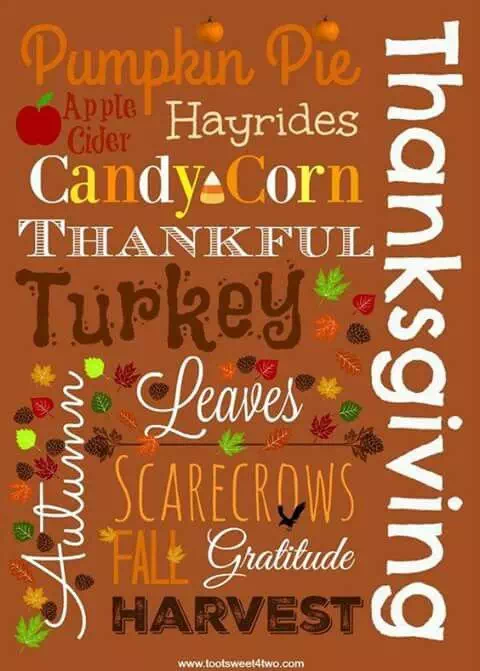 Pumpkin Pie
Apple
Cider
Hayrides
Candy Corn
THANKFUL
Turkey
Leaves
Autumn
SCARECROWS
FALL
Gratitude
HARVEST
Thanksgiving
www.tootsweet4two.com